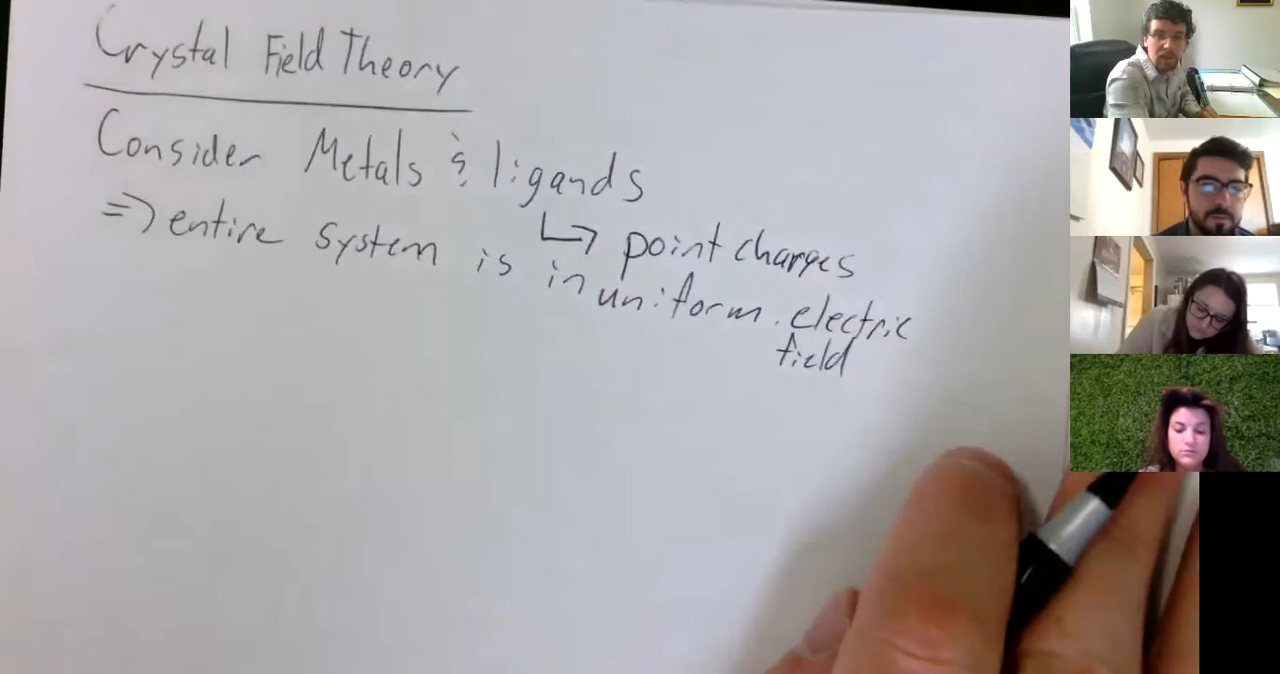 Crystal Field Theory
Consider Metals & ligands
↳ point charges
⇒ entire system is in uniform electric
field